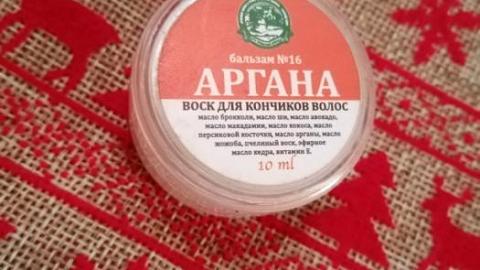 бальзам №16
АРГАНА
ВОСК ДЛЯ КОНЧИКОВ ВОЛОС
масло брокколи, масло ши, масло авокадо,
масло макадамии, масло кокоса, масло
персиковой косточки, масло арганы, масло
жожоба, пчелиный воск, эфирное
масло кедра, витамин Е.
10 ml